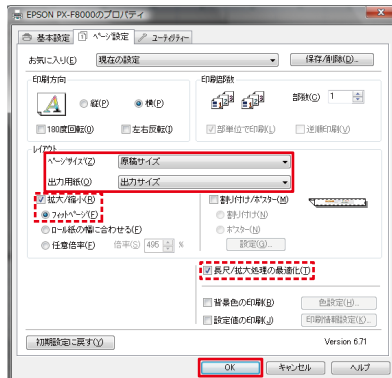 EPSON PX-F8000のプロパティ
基本設定 ページ設定 ユーティリティー
お気に入り(E) 現在の設定 保存/削除(D)...
印刷方向 印刷部数
縦(P) 横(P) 部数(C) 1
180度回転(O) 左右反転(I) 部単位で印刷(L) 逆順印刷(V)
レイアウト
ページサイズ(Z) 原稿サイズ
出力用紙(O) 出力サイズ
拡大/縮小(R) 割り付け/ポスター(M)
フィットページ(F) 割り付け(N)
ロール紙の幅に合わせる(F) ポスター(N)
任意倍率(F) 倍率(S) 495 % 設定(G)...
長尺/拡大処理の最適化(T)
背景色の印刷(B) 色設定(H)...
設定値の印刷(J) 印刷情報設定(K)...
初期設定に戻す(Y) Version 6.71
OK キャンセル ヘルプ